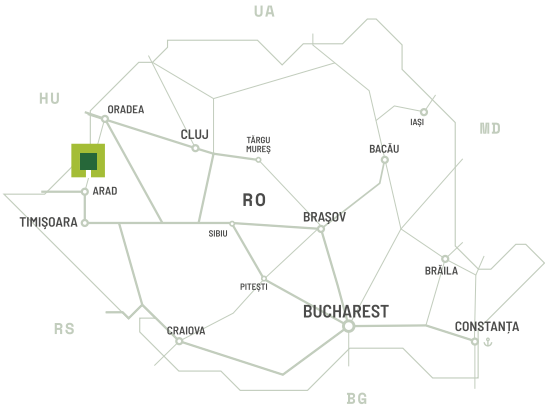 UA
HU
ORADEA
IAȘI
MD
CLUJ
TÂRGU
MUREȘ
BACĂU
ARAD
RO
TIMIȘOARA
BRAȘOV
SIBIU
BRĂILA
PITEȘTI
BUCHAREST
CONSTANȚA
RS
CRAIOVA
BG